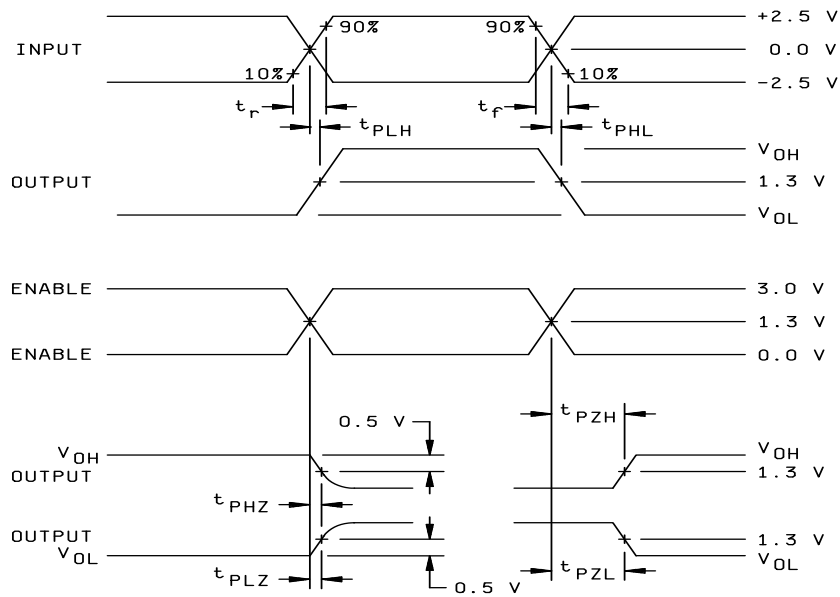 +2.5 V
90% 90%
INPUT 0.0 V
10% 10%
-2.5 V
tr tf
tPLH tPHL
VOH
OUTPUT 1.3 V
VOL
ENABLE 3.0 V
1.3 V
ENABLE 0.0 V
tPZH
0.5 V
VOH VOH
OUTPUT 1.3 V
tPHZ
OUTPUT 1.3 V
VOL VOL
tPLZ tPZL
0.5 V